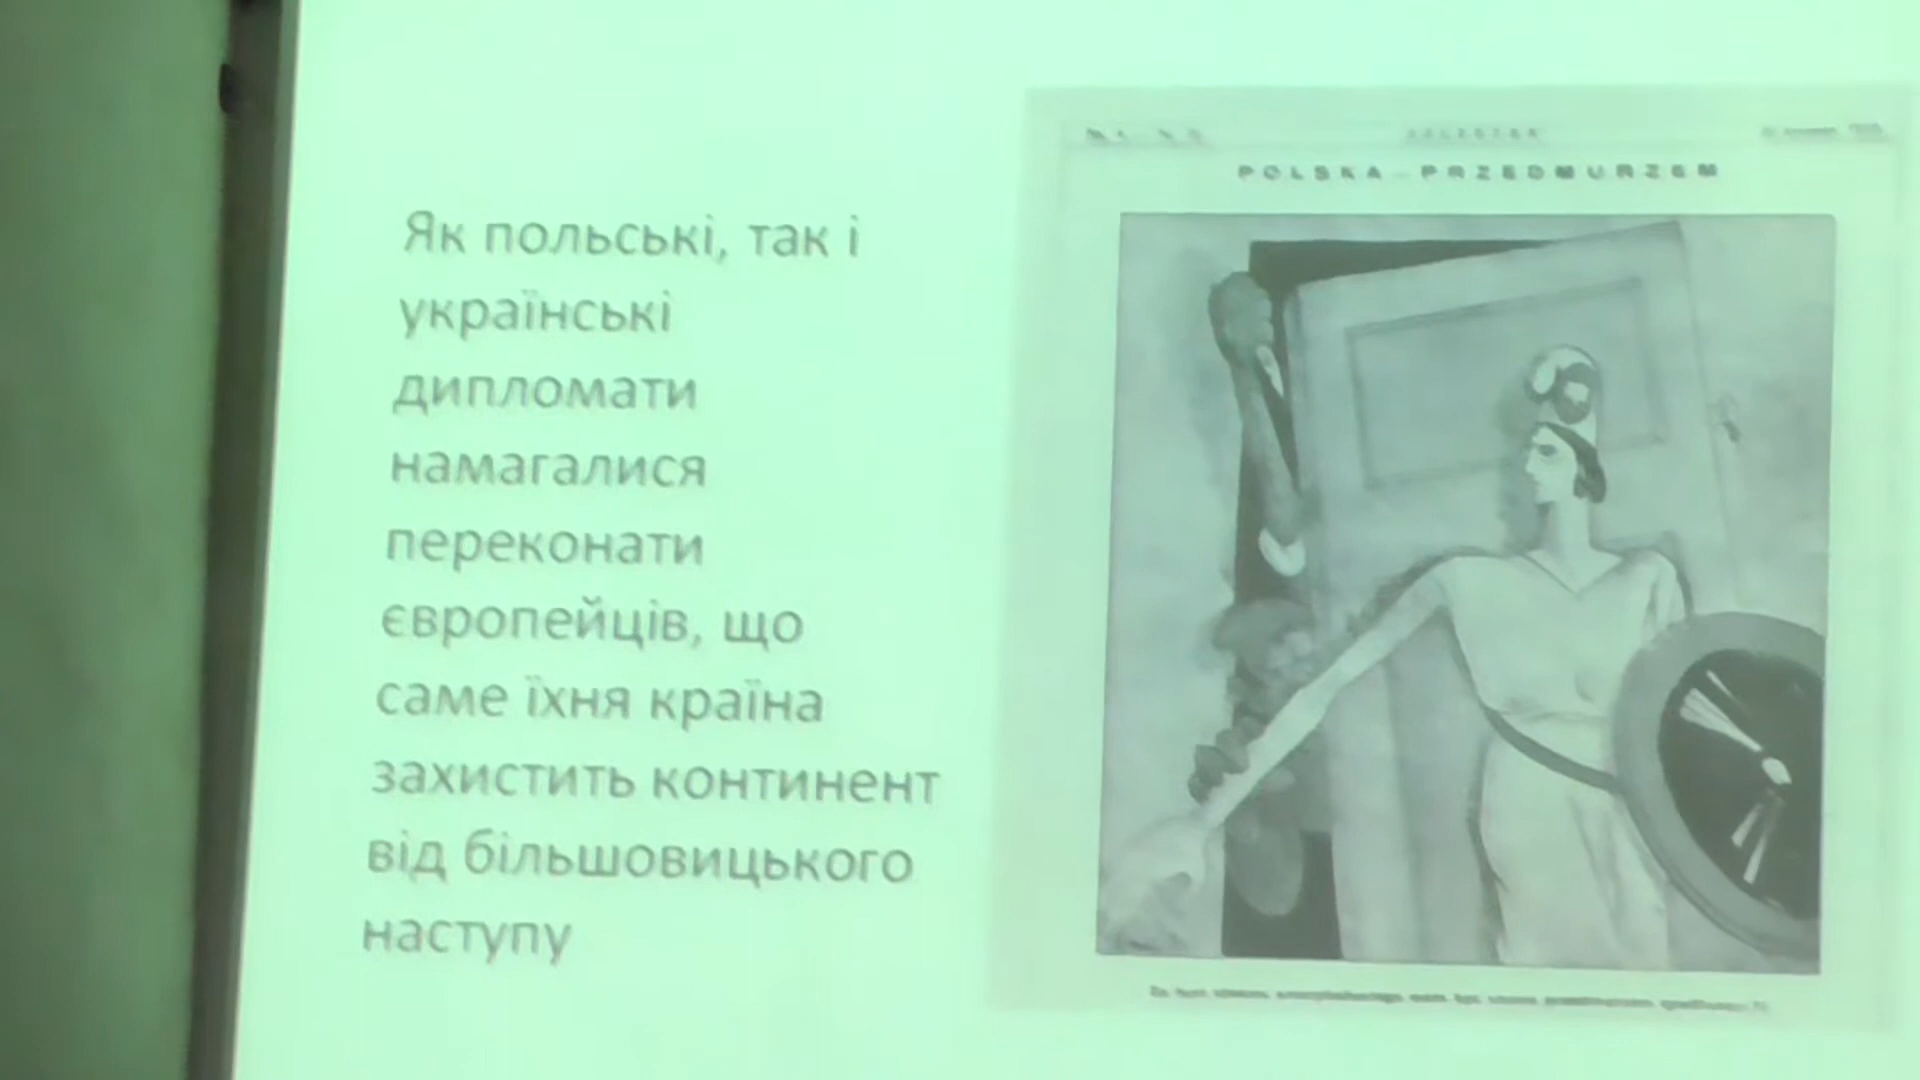 Як польські, так і
українські
дипломати
намагалися
переконати
європейців, що
саме їхня країна
захистить континент
від більшовицького
наступу
POLSKA PRZEDMURZEM